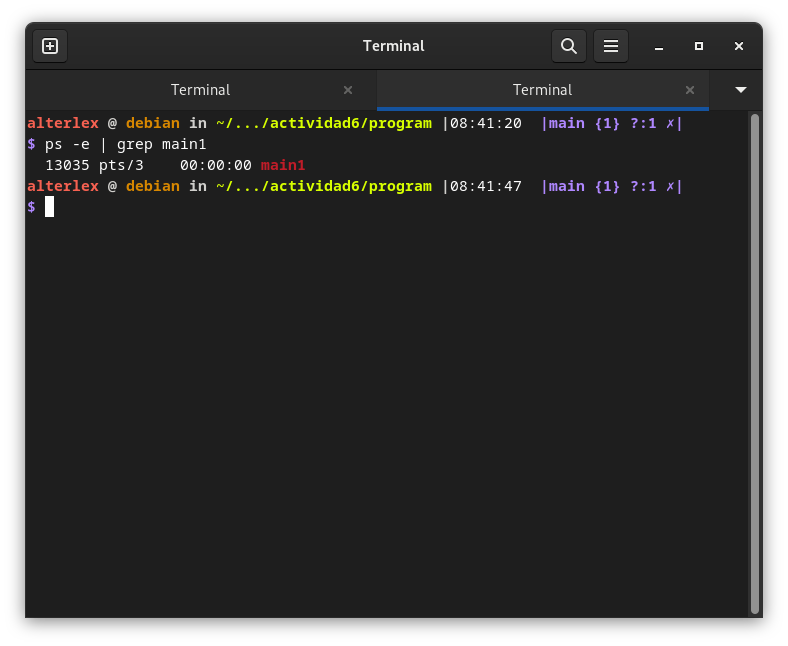 Terminal
Terminal Terminal
alterlex @ debian in ~/.../actividad6/program |08:41:20  |main {1} ?:1 ✗|
$ ps -e | grep main1
  13035 pts/3    00:00:00 main1
alterlex @ debian in ~/.../actividad6/program |08:41:47  |main {1} ?:1 ✗|
$